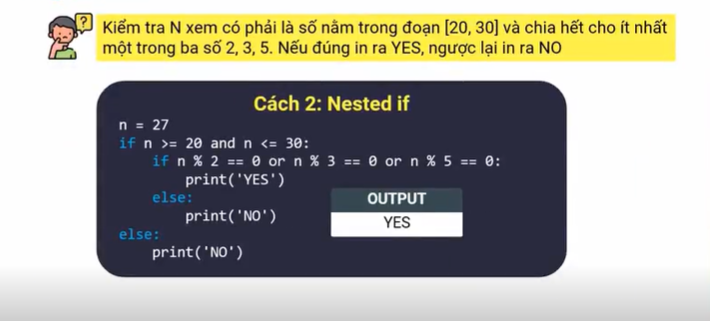 ?
Kiểm tra N xem có phải là số nằm trong đoạn [20, 30] và chia hết cho ít nhất
một trong ba số 2, 3, 5. Nếu đúng in ra YES, ngược lại in ra NO
Cách 2: Nested if
n = 27
if n >= 20 and n <= 30:
    if n % 2 == 0 or n % 3 == 0 or n % 5 == 0:
        print('YES')
    else:
        print('NO')
else:
    print('NO')
OUTPUT
YES